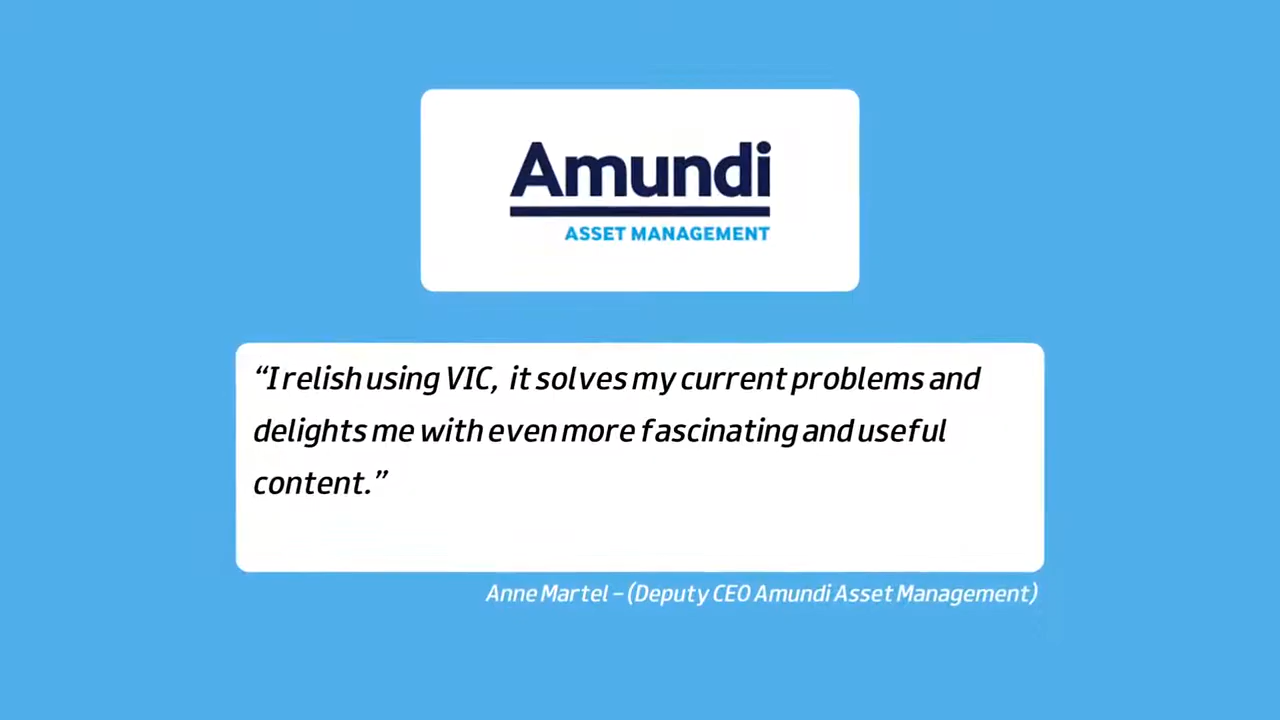 Amundi
ASSET MANAGEMENT
“I relish using VIC, it solves my current problems and
delights me with even more fascinating and useful
content.”
Anne Martel – (Deputy CEO Amundi Asset Management)